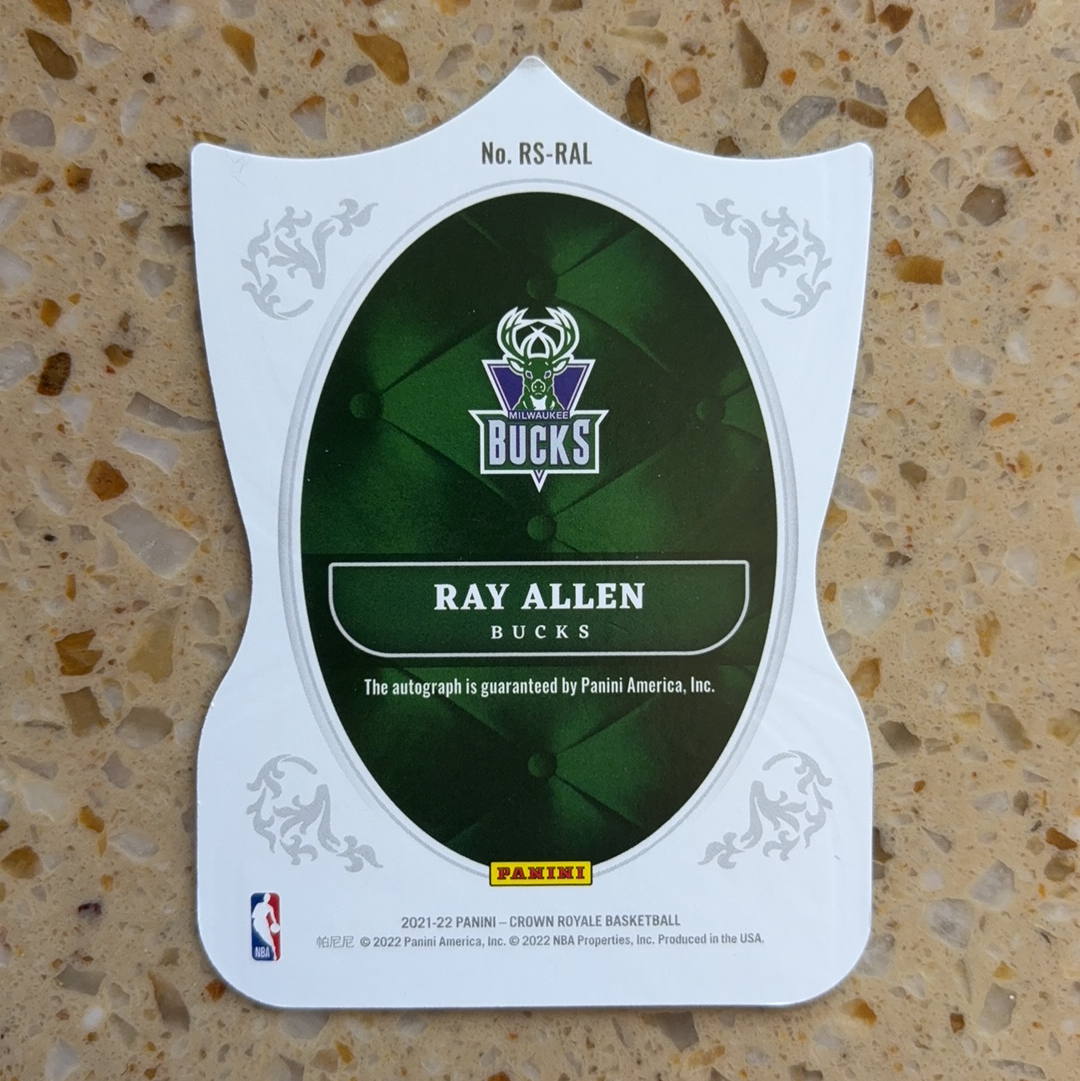 No. RS-RAL
MILWAUKEE
BUCKS
RAY ALLEN
BUCKS
The autograph is guaranteed by Panini America, Inc.
PANINI
2021-22 PANINI – CROWN ROYALE BASKETBALL
帕尼尼 © 2022 Panini America, Inc. © 2022 NBA Properties, Inc. Produced in the USA.
NBA